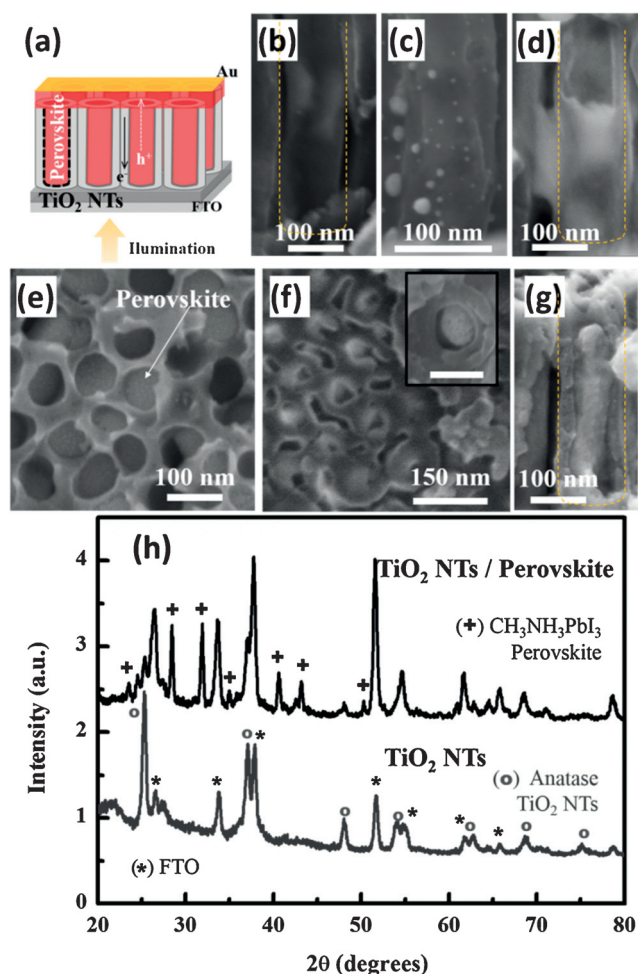 (a)
Au
Perovskite
h+
e-
TiO2 NTs
FTO
Ilumination
(b)
100 nm
(c)
100 nm
(d)
100 nm
(e)
Perovskite
100 nm
(f)
150 nm
(g)
100 nm
(h)
TiO2 NTs / Perovskite
(+) CH3NH3PbI3
Perovskite
TiO2 NTs
(o) Anatase
TiO2 NTs
(*) FTO
Intensity (a.u.)
4
3
2
1
0
20 30 40 50 60 70 80
2θ (degrees)